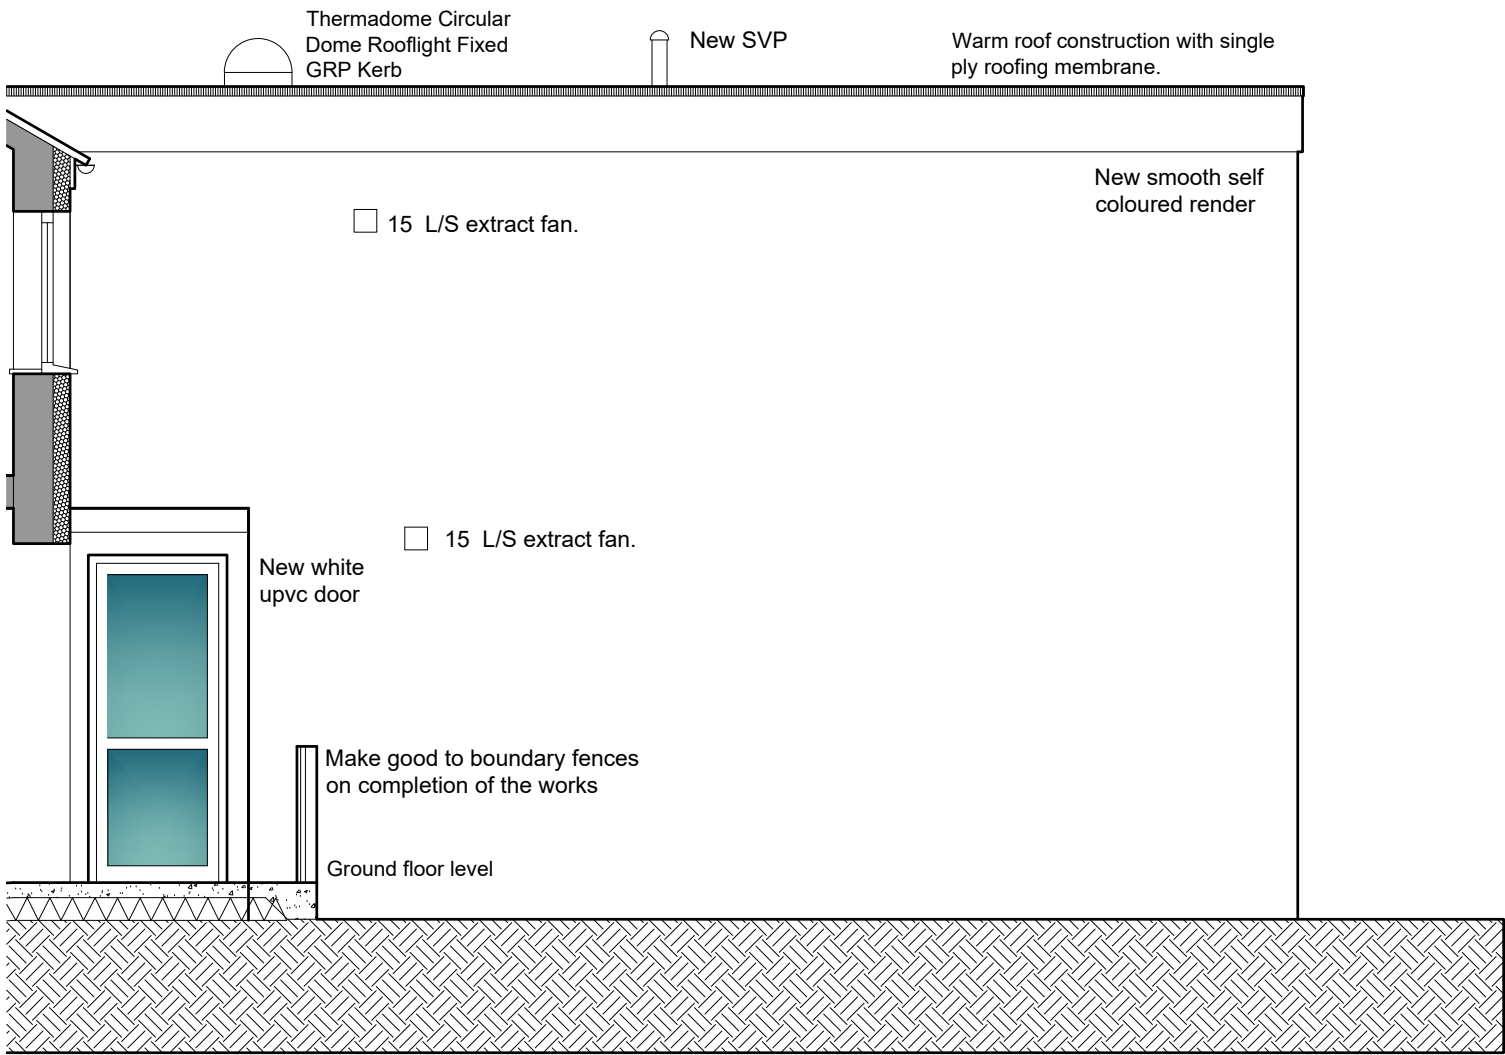 Thermadome Circular
Dome Rooflight Fixed
GRP Kerb
New SVP
Warm roof construction with single
ply roofing membrane.
New smooth self
coloured render
15 L/S extract fan.
15 L/S extract fan.
New white
upvc door
Make good to boundary fences
on completion of the works
Ground floor level